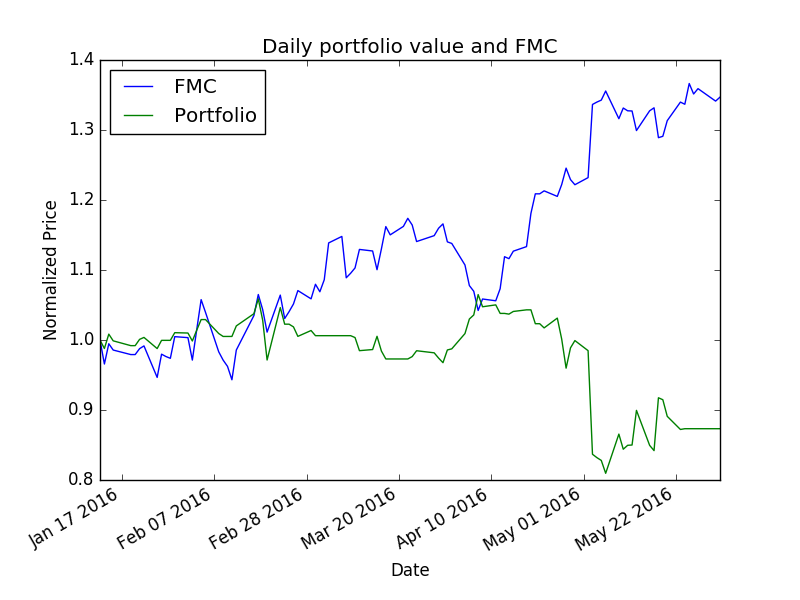 Daily portfolio value and FMC
1.4
1.3
1.2
1.1
1.0
0.9
0.8
Normalized Price
FMC
Portfolio
Jan 17 2016
Feb 07 2016
Feb 28 2016
Mar 20 2016
Apr 10 2016
May 01 2016
May 22 2016
Date